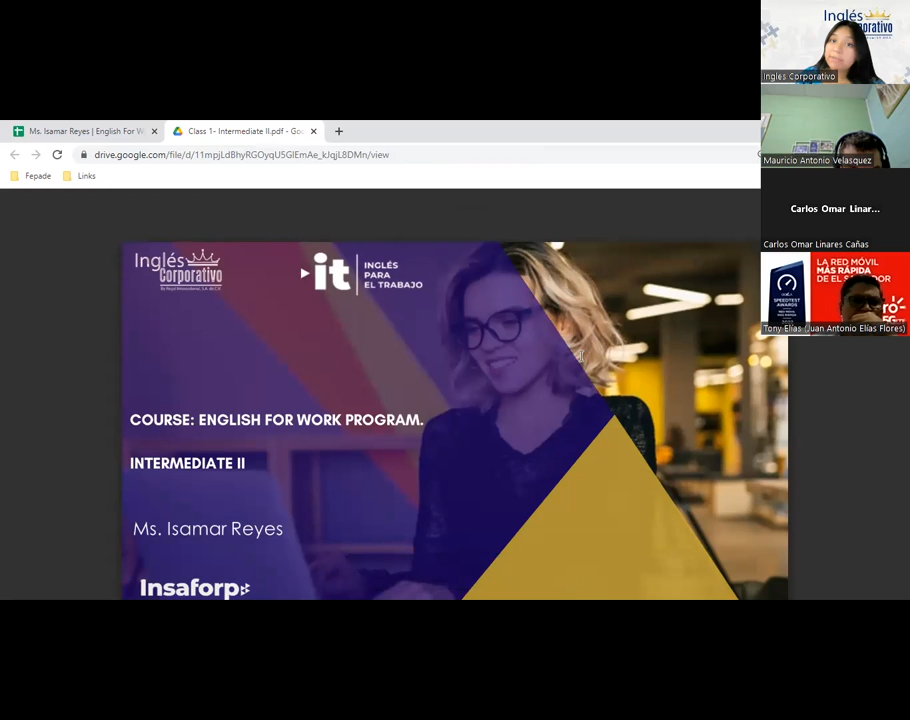 Ms. Isamar Reyes | English For W
Class 1- Intermediate II.pdf - Goo
drive.google.com/file/d/11mpjLdBhyRGOyqU5GlEmAe_kJqjL8DMn/view
Fepade
Links
Inglés
Corporativo
it
INGLÉS
PARA
EL TRABAJO
COURSE: ENGLISH FOR WORK PROGRAM.
INTERMEDIATE II
Ms. Isamar Reyes
Insaforp
Inglés
Ingles Corporativo
Mauricio Antonio Velasquez
Carlos Omar Linar...
Carlos Omar Linares Cañas
LA RED MÓVIL
MÁS RÁPIDA
DE EL
SPEEDTEST
AWARDS
Tony Elías (Juan Antonio Elías Flores)